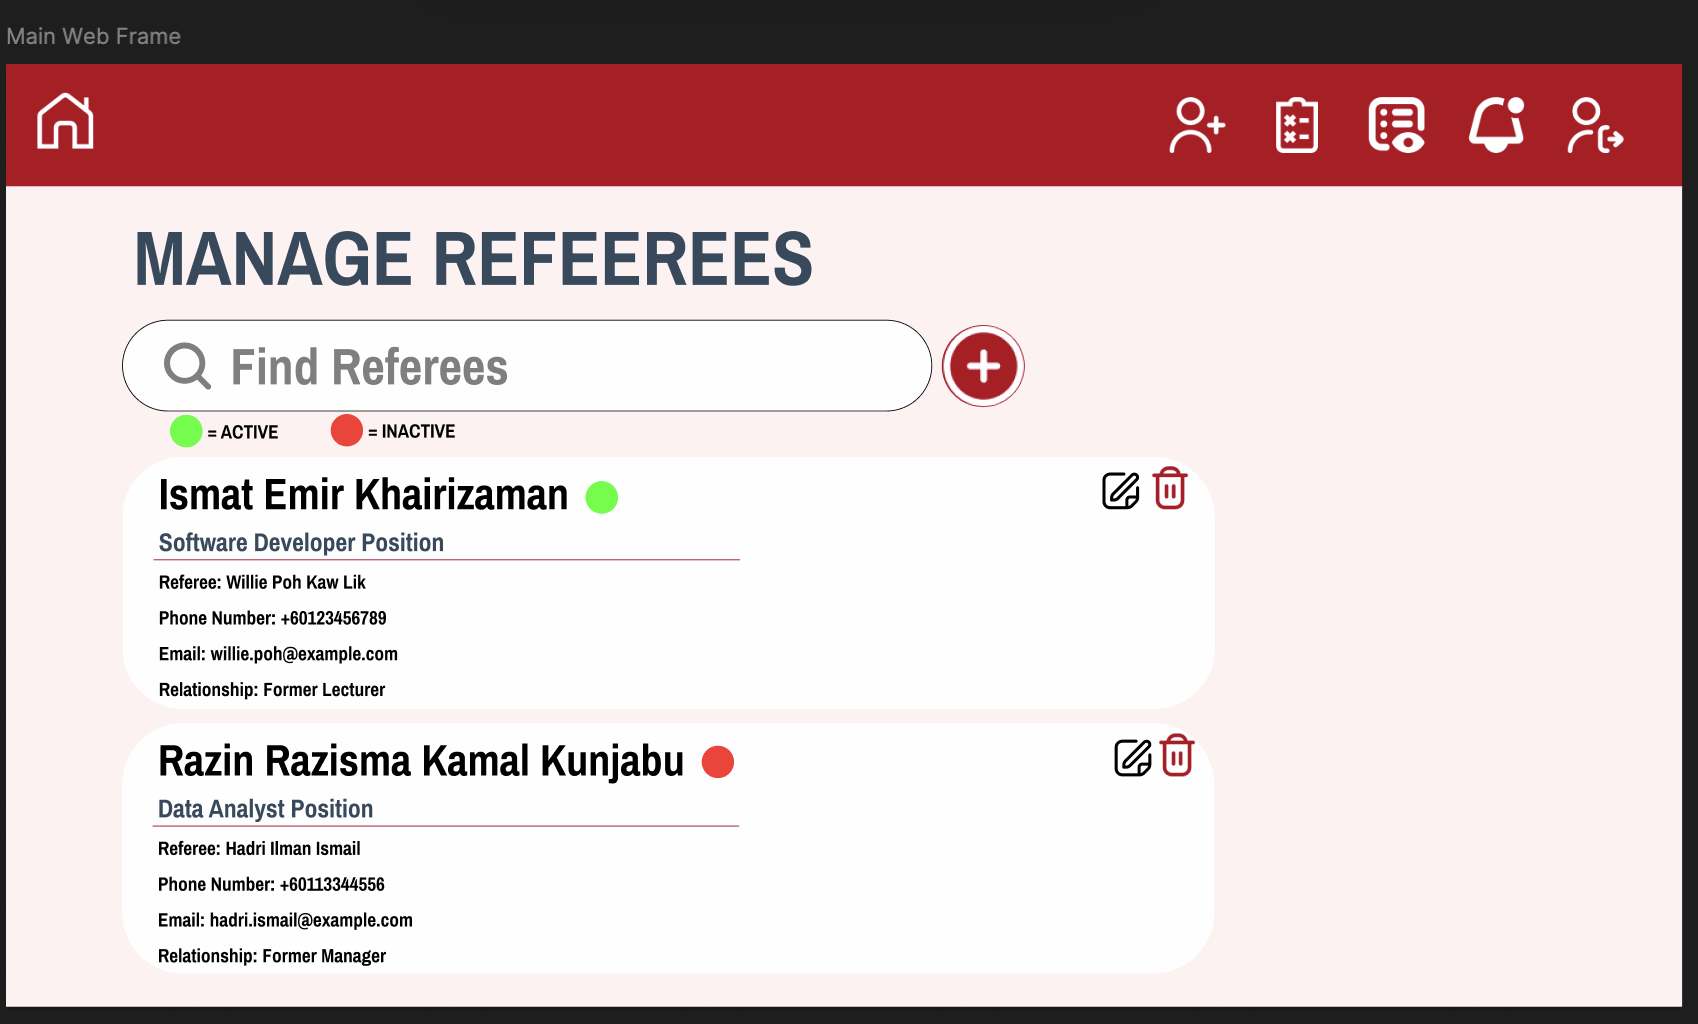 Main Web Frame
MANAGE REFEEREES
Find Referees
= ACTIVE = INACTIVE
Ismat Emir Khairizaman
Software Developer Position
Referee: Willie Poh Kaw Lik
Phone Number: +60123456789
Email: willie.poh@example.com
Relationship: Former Lecturer
Razin Razisma Kamal Kunjabu
Data Analyst Position
Referee: Hadri Ilman Ismail
Phone Number: +60113344556
Email: hadri.ismail@example.com
Relationship: Former Manager